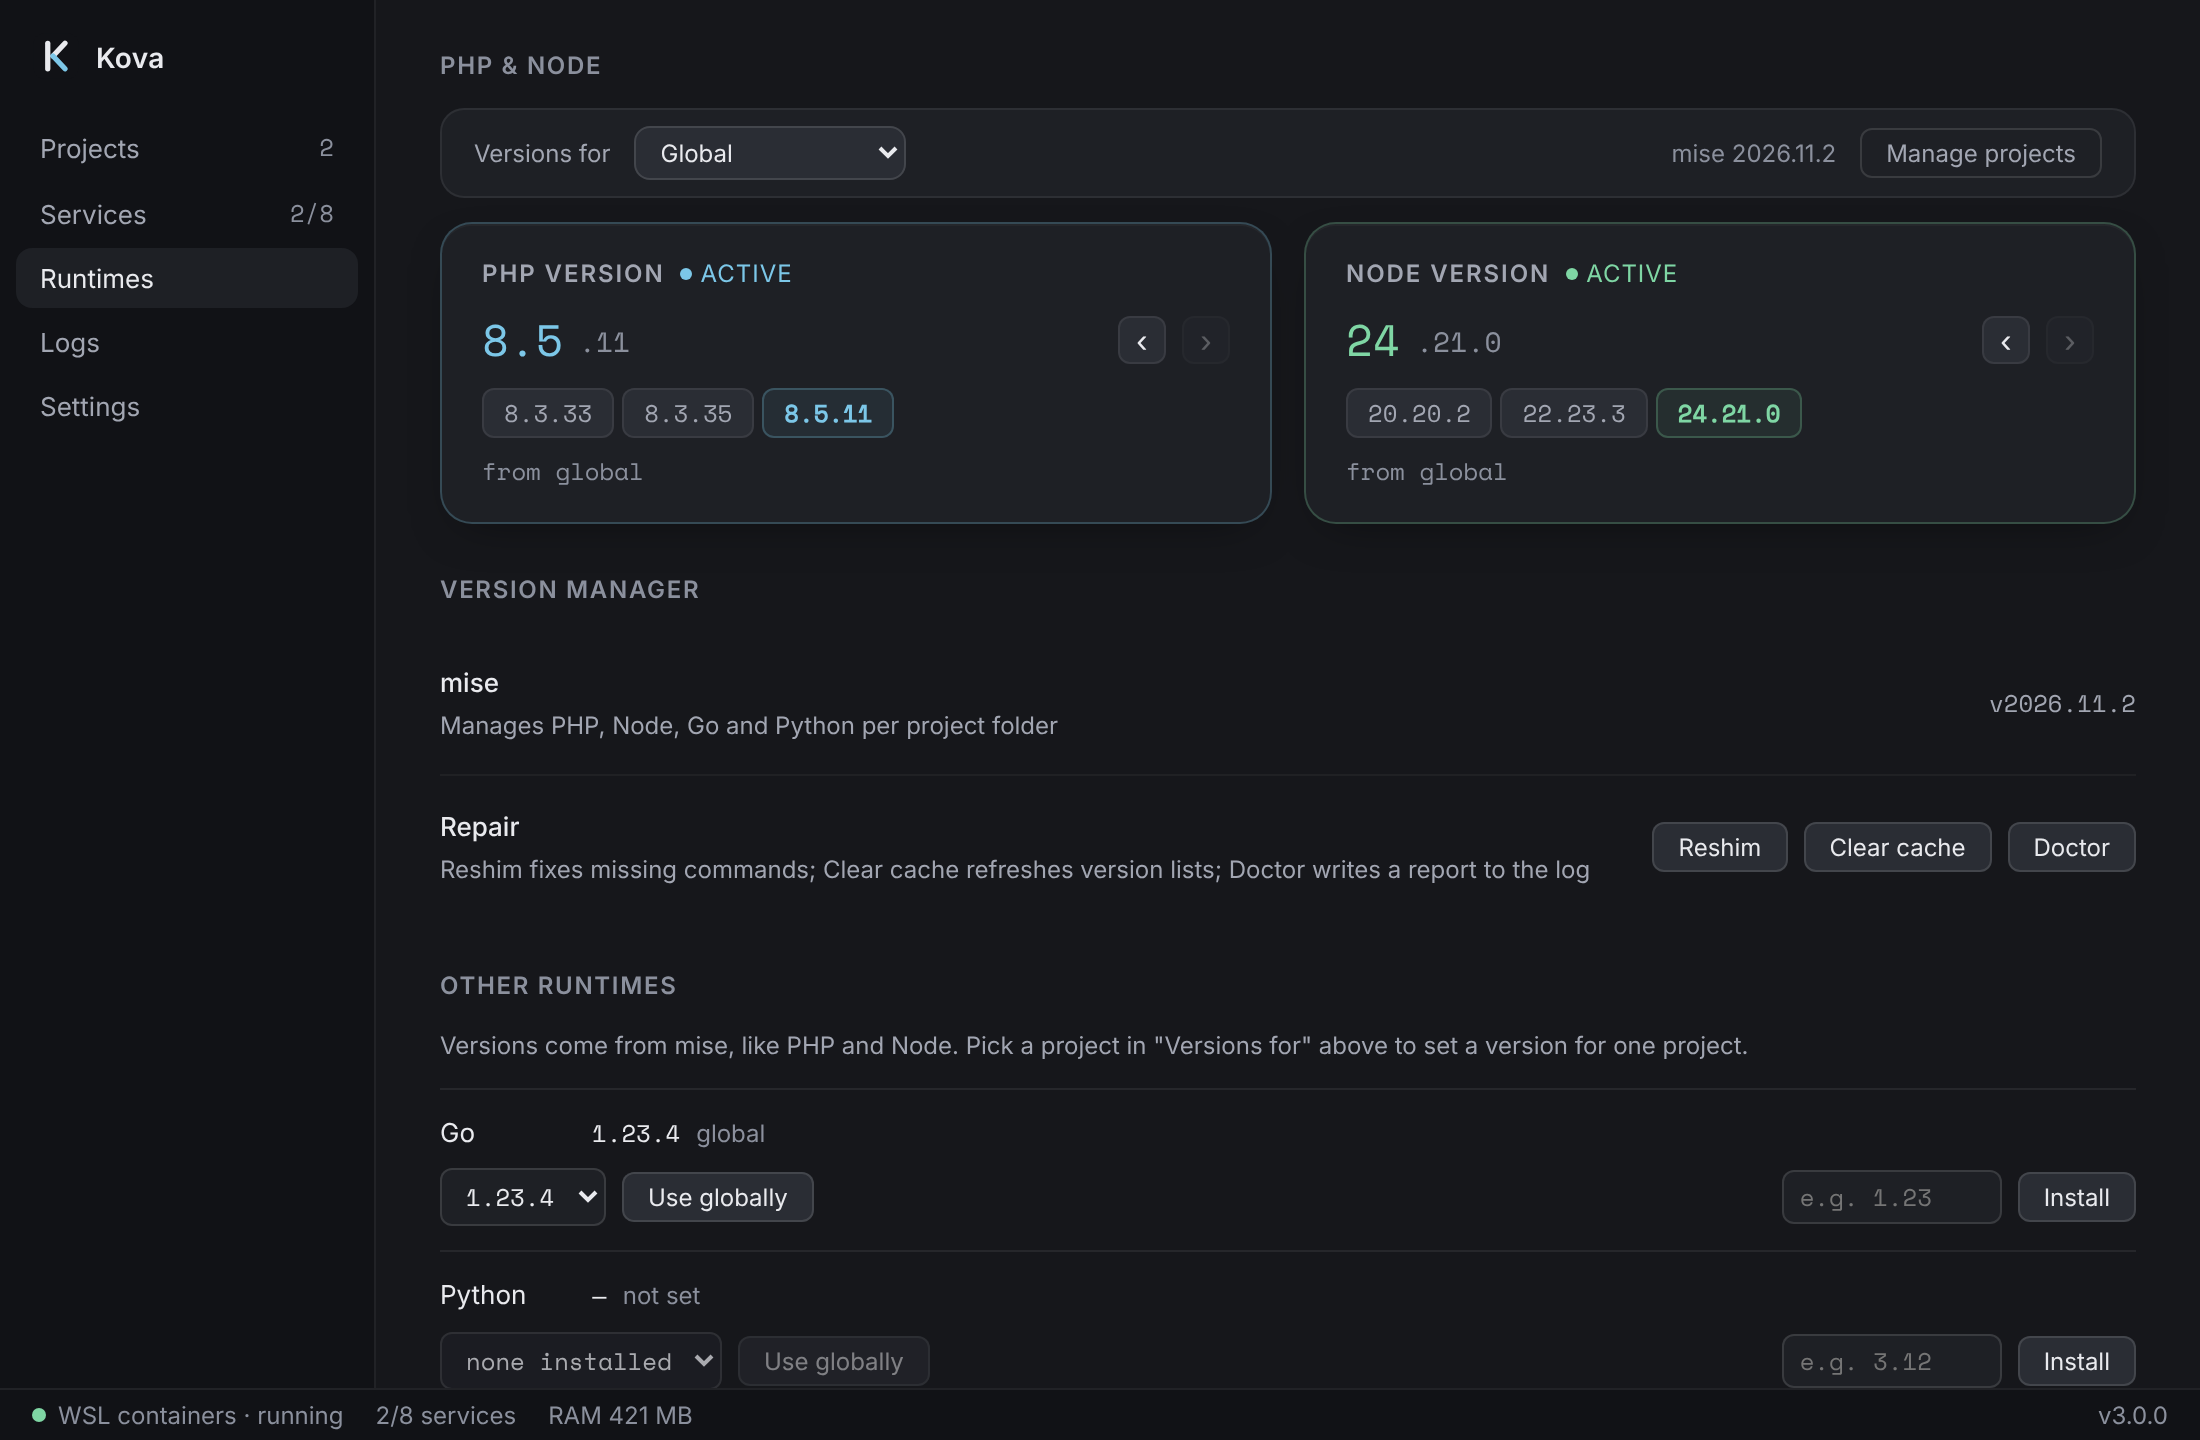 Kova
Projects 2
Services 2/8
Runtimes
Logs
Settings
PHP & NODE
Versions for Global mise 2026.11.2 Manage projects
PHP VERSION ACTIVE
8.5 .11
8.3.33 8.3.35 8.5.11
from global
NODE VERSION ACTIVE
24 .21.0
20.20.2 22.23.3 24.21.0
from global
VERSION MANAGER
mise
Manages PHP, Node, Go and Python per project folder
v2026.11.2
Repair
Reshim fixes missing commands; Clear cache refreshes version lists; Doctor writes a report to the log
Reshim Clear cache Doctor
OTHER RUNTIMES
Versions come from mise, like PHP and Node. Pick a project in "Versions for" above to set a version for one project.
Go 1.23.4 global
1.23.4 Use globally e.g. 1.23 Install
Python – not set
none installed Use globally e.g. 3.12 Install
WSL containers · running 2/8 services RAM 421 MB v3.0.0